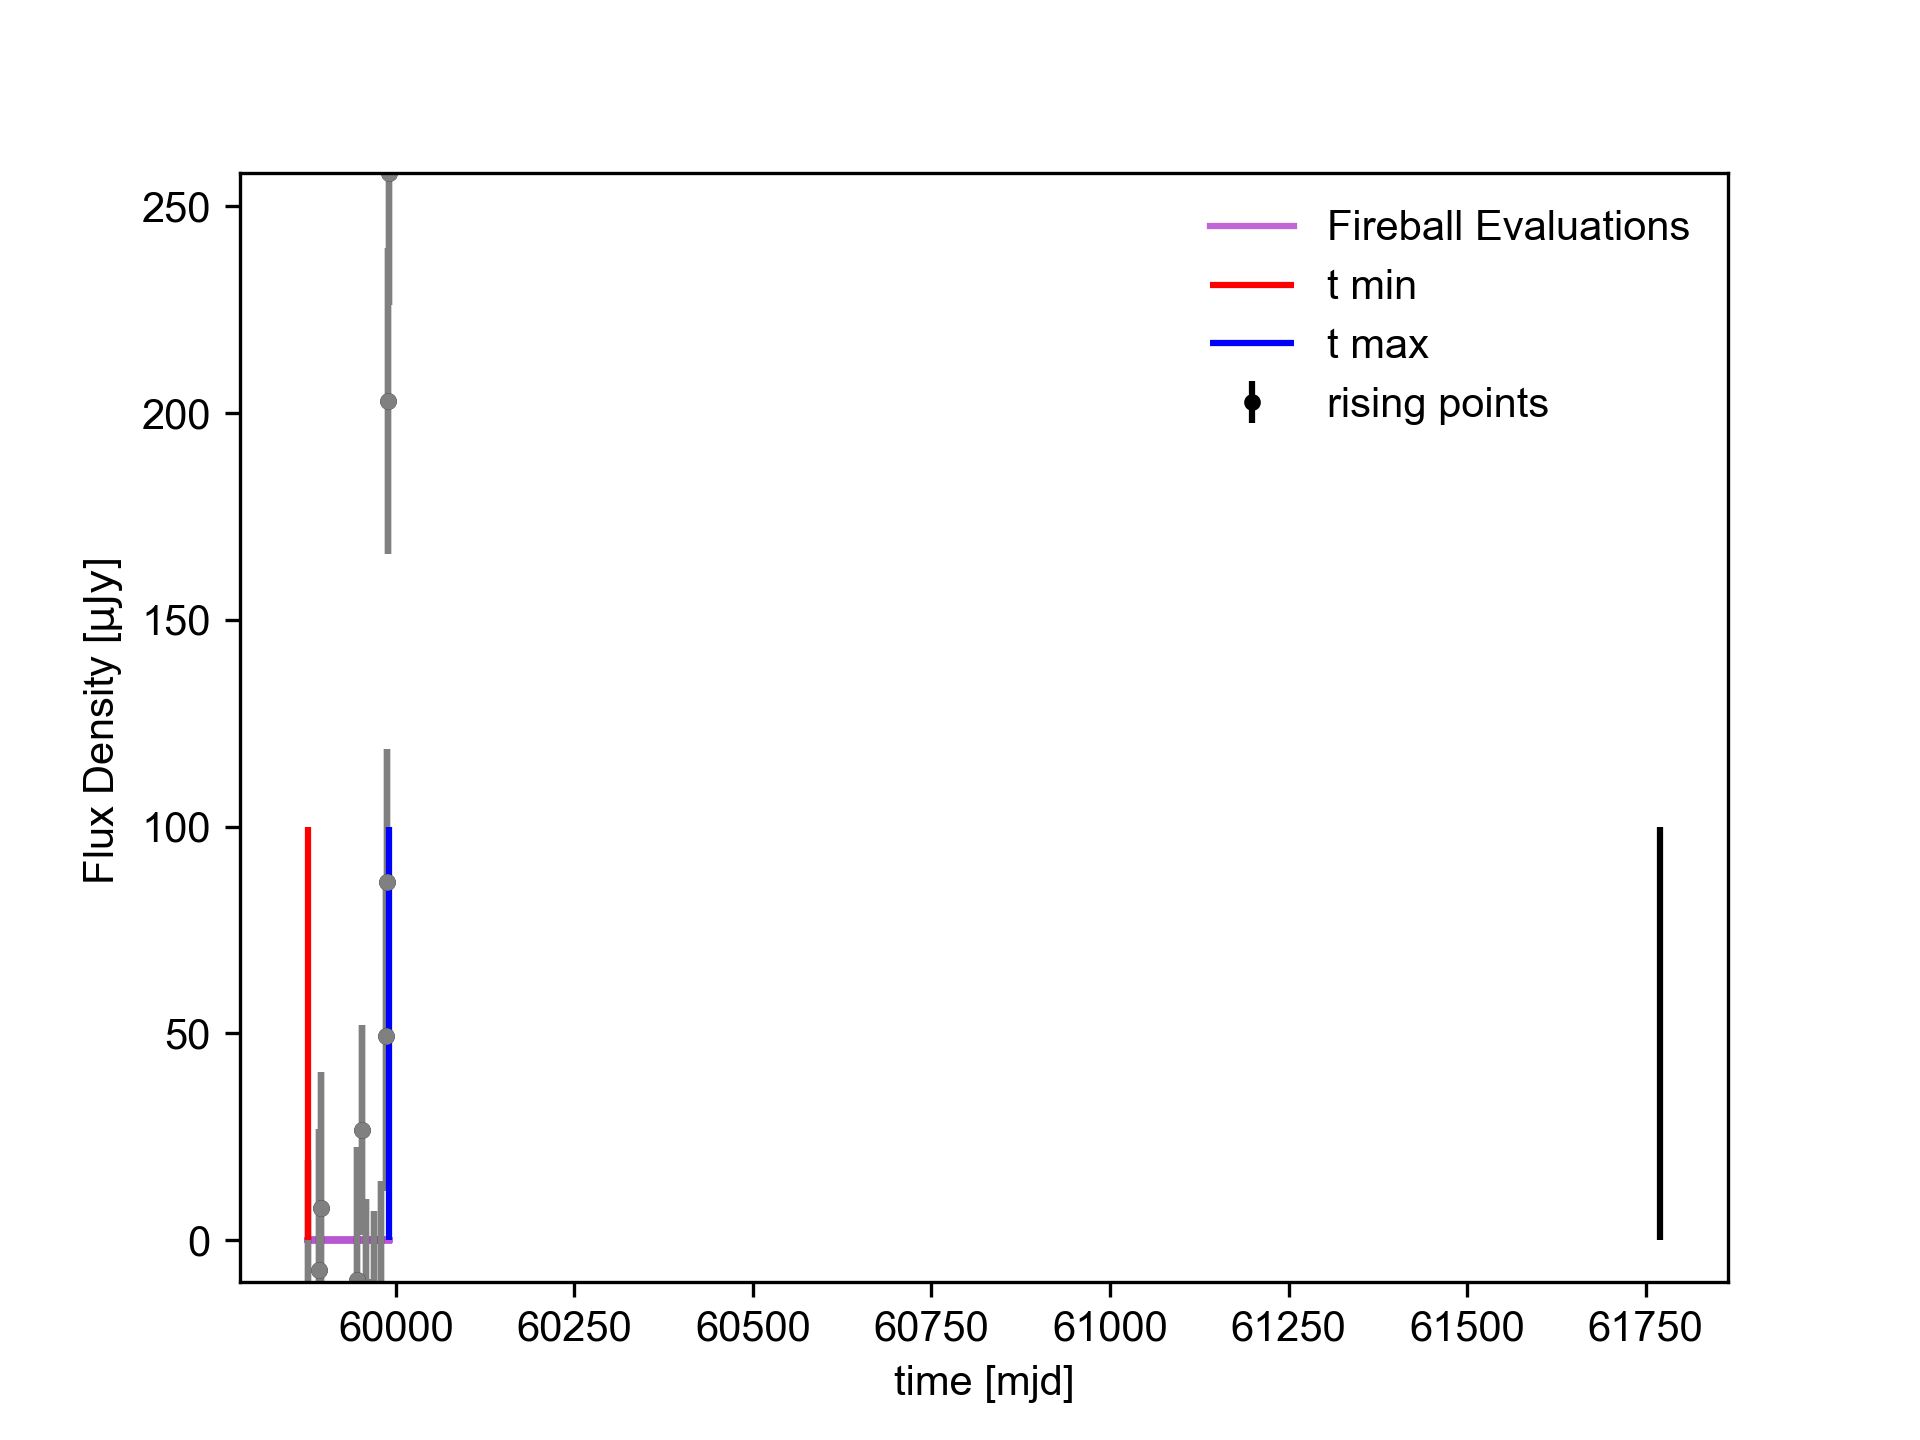 250
200
150
100
50
0
Flux Density [µJy]
Fireball Evaluations
t min
t max
rising points
60000 60250 60500 60750 61000 61250 61500 61750
time [mjd]